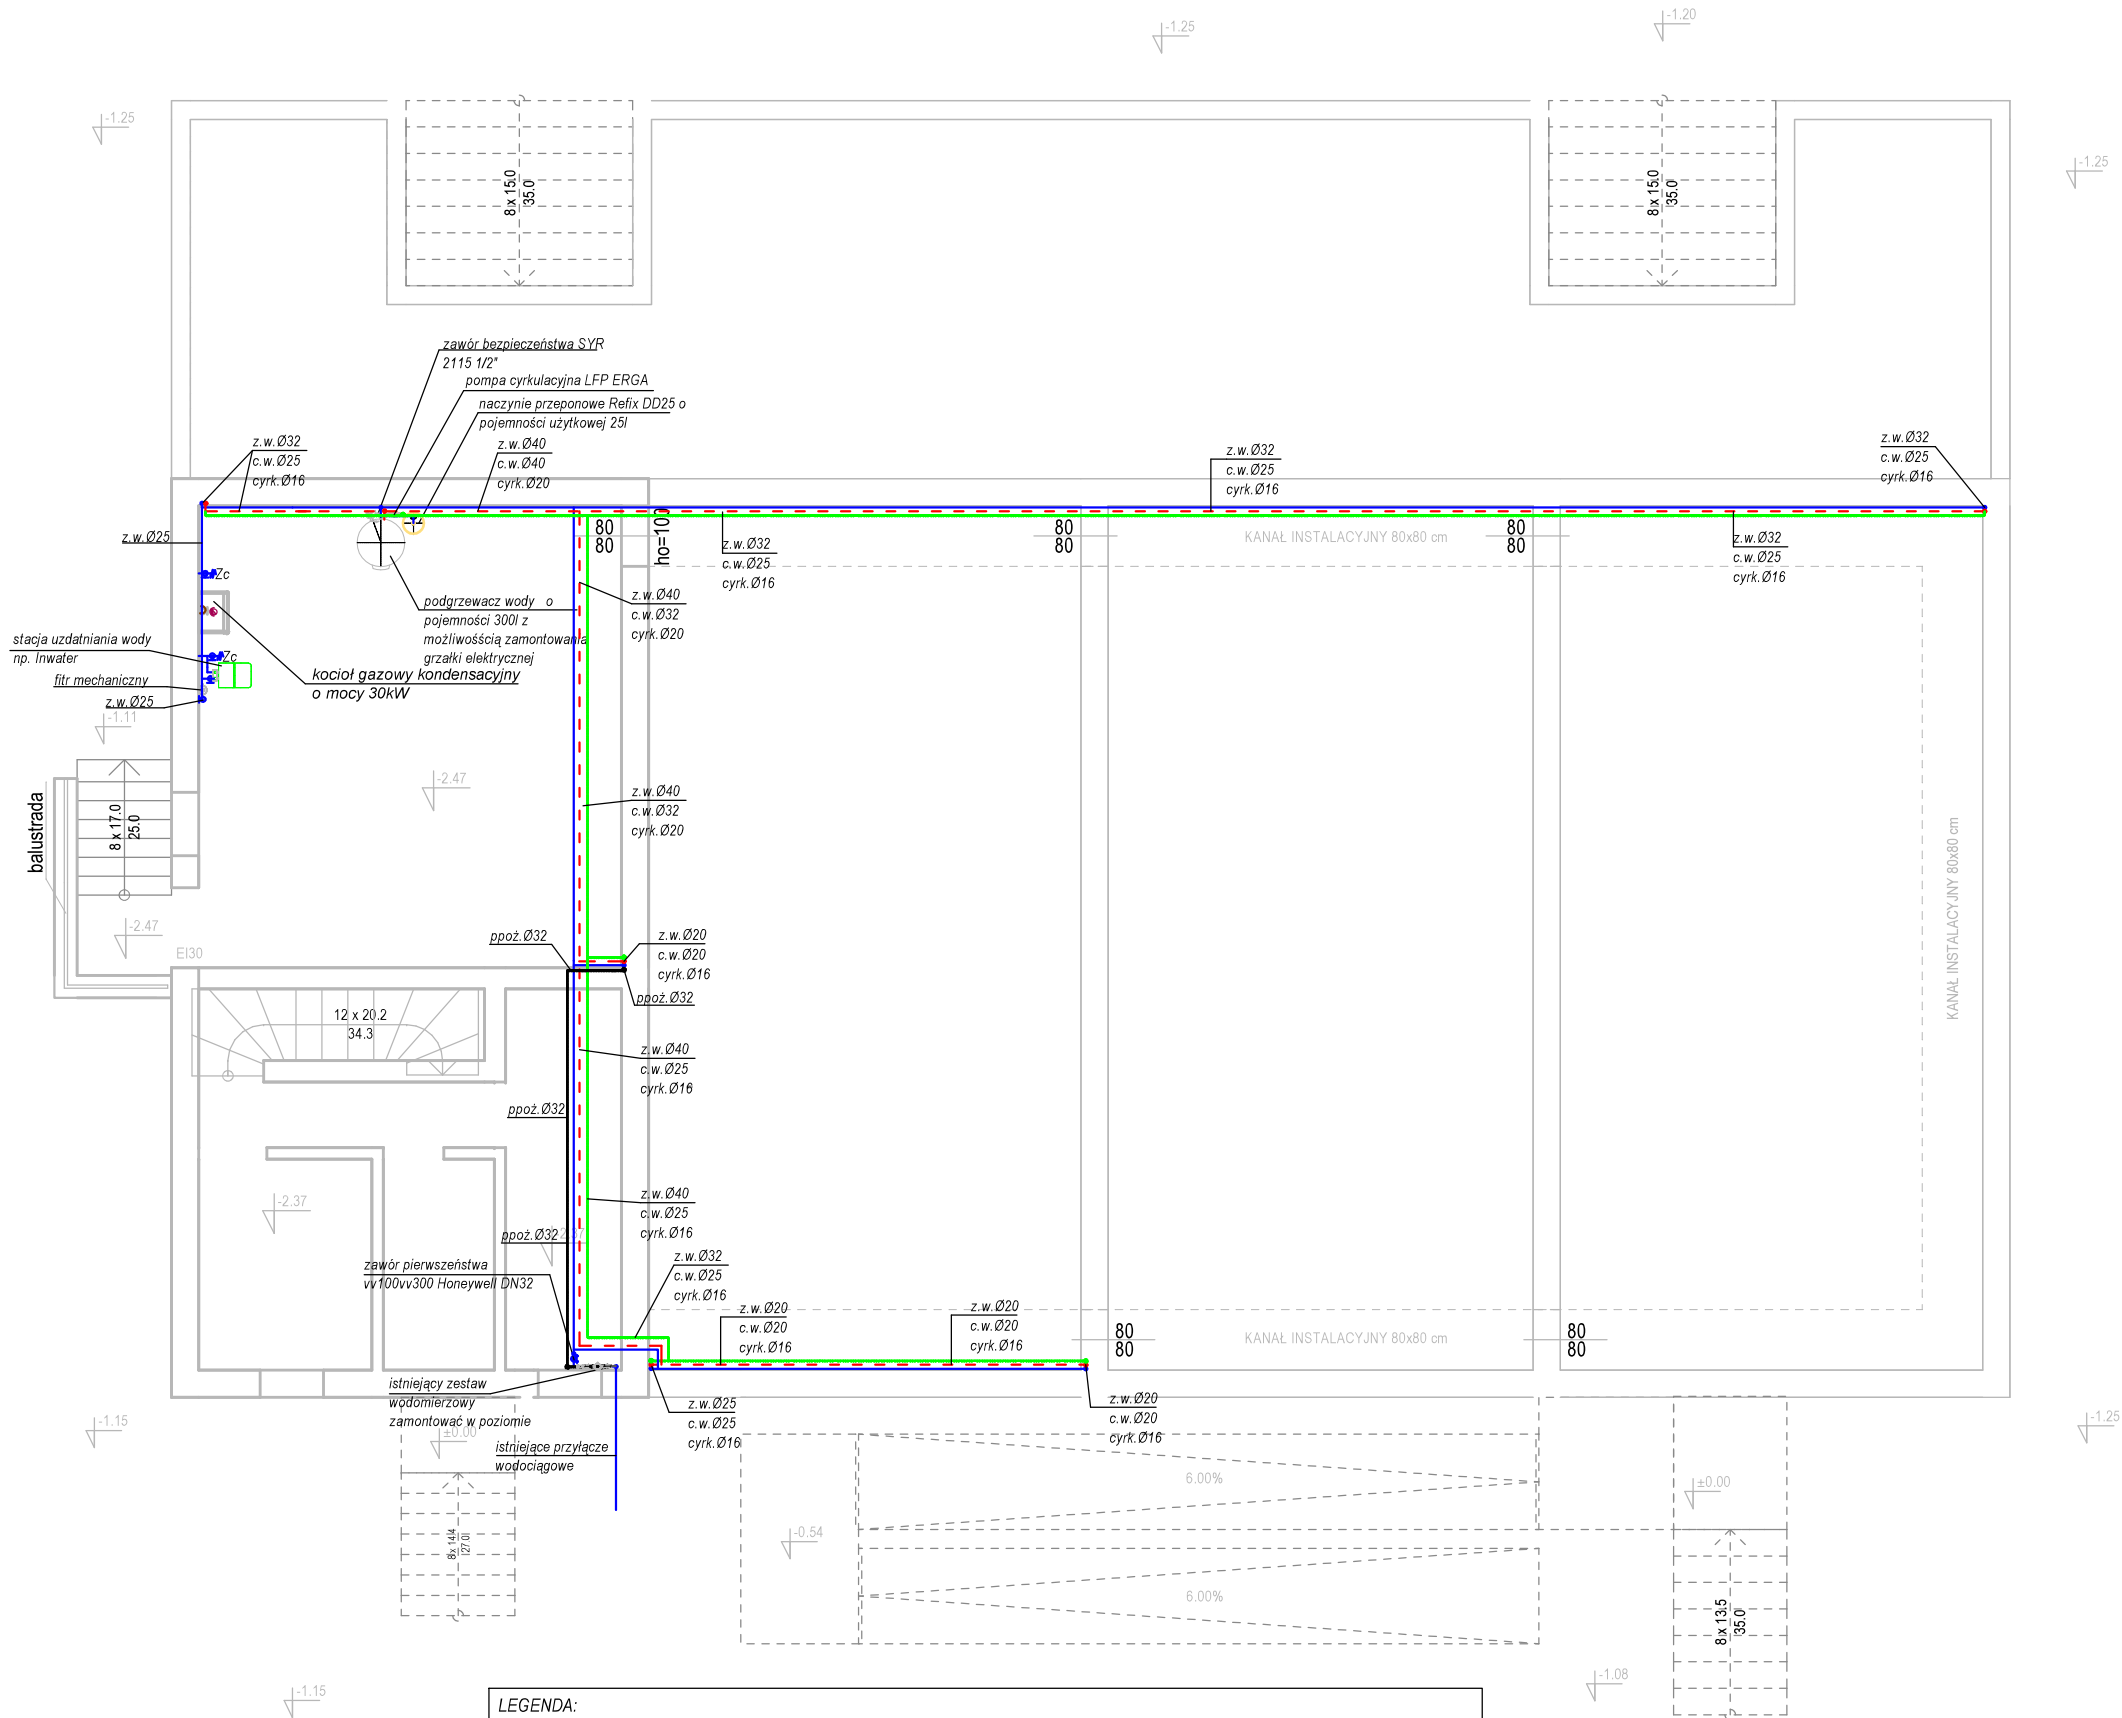 -1.25
-1.20
-1.25
-1.25
8 x 15.0
35.0
8 x 15.0
35.0
zawór bezpieczeństwa SYR
2115 1/2"
pompa cyrkulacyjna LFP ERGA
naczynie przeponowe Refix DD25 o
pojemności użytkowej 25l
z.w.Ø32
c.w.Ø25
cyrk.Ø16
z.w.Ø40
c.w.Ø40
cyrk.Ø20
z.w.Ø32
c.w.Ø25
cyrk.Ø16
z.w.Ø32
c.w.Ø25
cyrk.Ø16
z.w.Ø25
80
80
ho=100
z.w.Ø32
c.w.Ø25
cyrk.Ø16
80
80
KANAŁ INSTALACYJNY 80x80 cm
80
80
z.w.Ø32
c.w.Ø25
cyrk.Ø16
Zc
podgrzewacz wody o
pojemności 300l z
możliwośścią zamontowania
grzałki elektrycznej
z.w.Ø40
c.w.Ø32
cyrk.Ø20
stacja uzdatniania wody
np. Inwater
Zc
fitr mechaniczny
z.w.Ø25
kocioł gazowy kondensacyjny
o mocy 30kW
-1.11
-2.47
balustrada
8 x 17.0
25.0
z.w.Ø40
c.w.Ø32
cyrk.Ø20
KANAŁ INSTALACYJNY 80x80 cm
-2.47
EI30
ppoż.Ø32
z.w.Ø20
c.w.Ø20
cyrk.Ø16
ppoż.Ø32
12 x 20.2
34.3
z.w.Ø40
c.w.Ø25
cyrk.Ø16
ppoż.Ø32
-2.37
z.w.Ø40
c.w.Ø25
cyrk.Ø16
ppoż.Ø32
-2.37
zawór pierwszeństwa
vv100vv300 Honeywell DN32
z.w.Ø32
c.w.Ø25
cyrk.Ø16
z.w.Ø20
c.w.Ø20
cyrk.Ø16
z.w.Ø20
c.w.Ø20
cyrk.Ø16
80
80
KANAŁ INSTALACYJNY 80x80 cm
80
80
istniejący zestaw
wodomierzowy
zamontować w poziomie
z.w.Ø25
c.w.Ø25
cyrk.Ø16
z.w.Ø20
c.w.Ø20
cyrk.Ø16
-1.15
±0.00
istniejące przyłącze
wodociągowe
-1.25
6.00%
±0.00
-0.54
8 x 14.4
27.0
6.00%
8 x 13.5
35.0
-1.08
-1.15
LEGENDA: